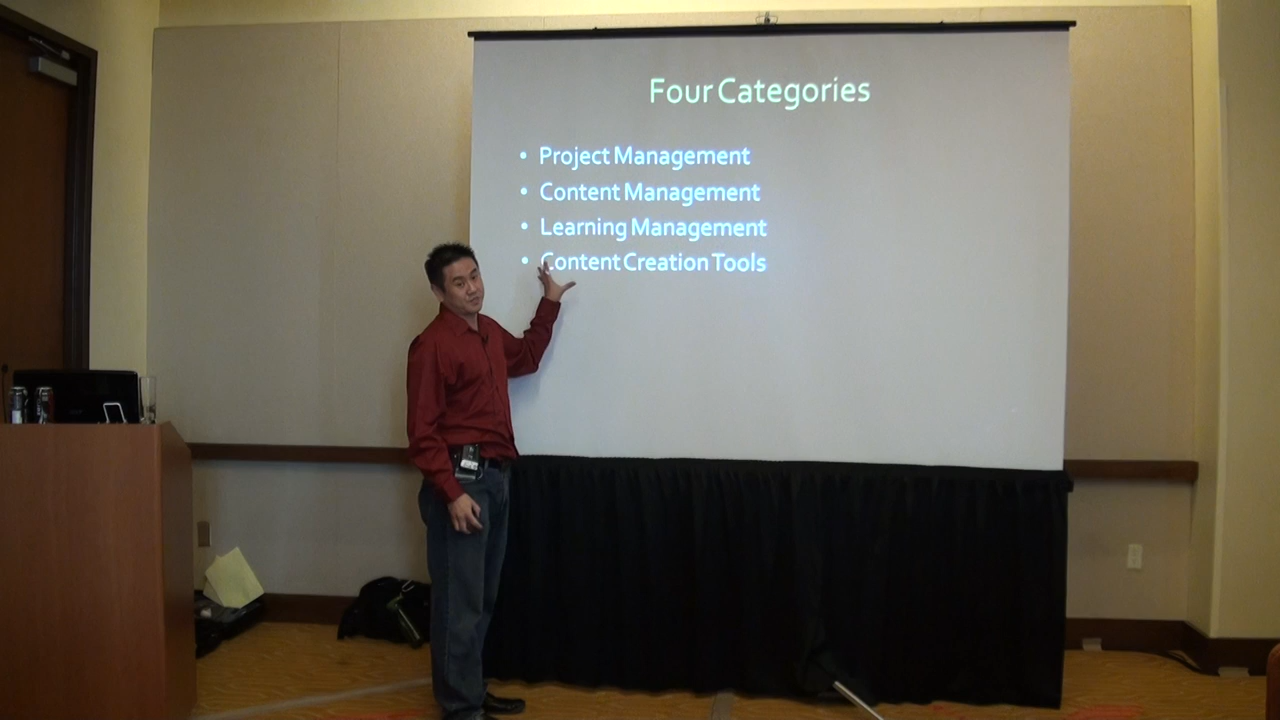 Four Categories
• Project Management
• Content Management
• Learning Management
• Content Creation Tools